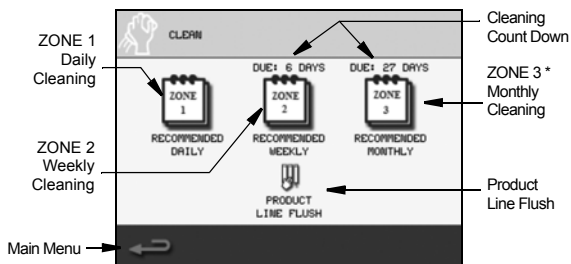 ZONE 1
Daily
Cleaning
ZONE 2
Weekly
Cleaning
Main Menu
CLEAN
DUE: 6 DAYS
DUE: 27 DAYS
ZONE
1
ZONE
2
ZONE
3
RECOMMENDED
DAILY
RECOMMENDED
WEEKLY
RECOMMENDED
MONTHLY
PRODUCT
LINE FLUSH
Cleaning
Count Down
ZONE 3 *
Monthly
Cleaning
Product
Line Flush